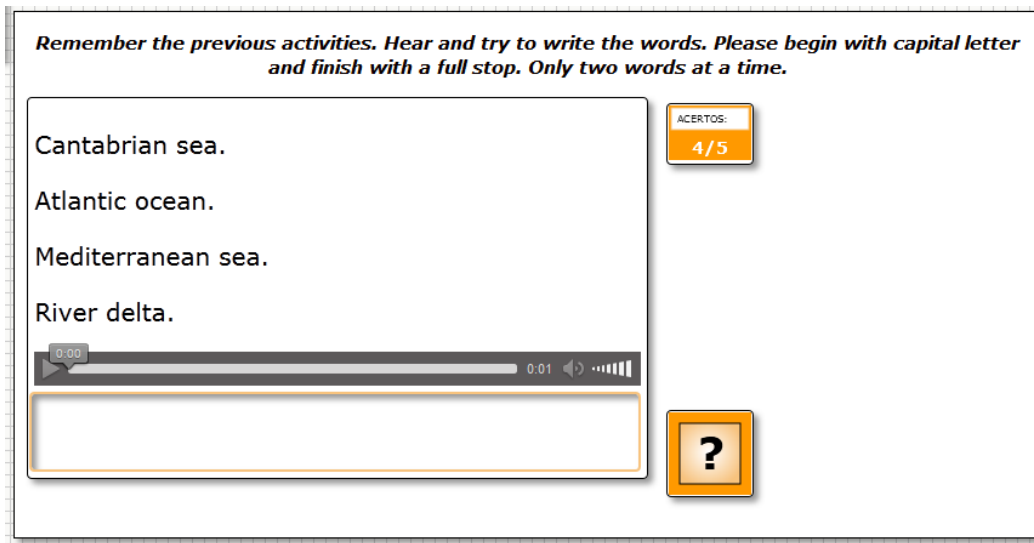 Remember the previous activities. Hear and try to write the words. Please begin with capital letter
and finish with a full stop. Only two words at a time.
ACERTOS:
4/5
Cantabrian sea.
Atlantic ocean.
Mediterranean sea.
River delta.
0:00
0:01
?